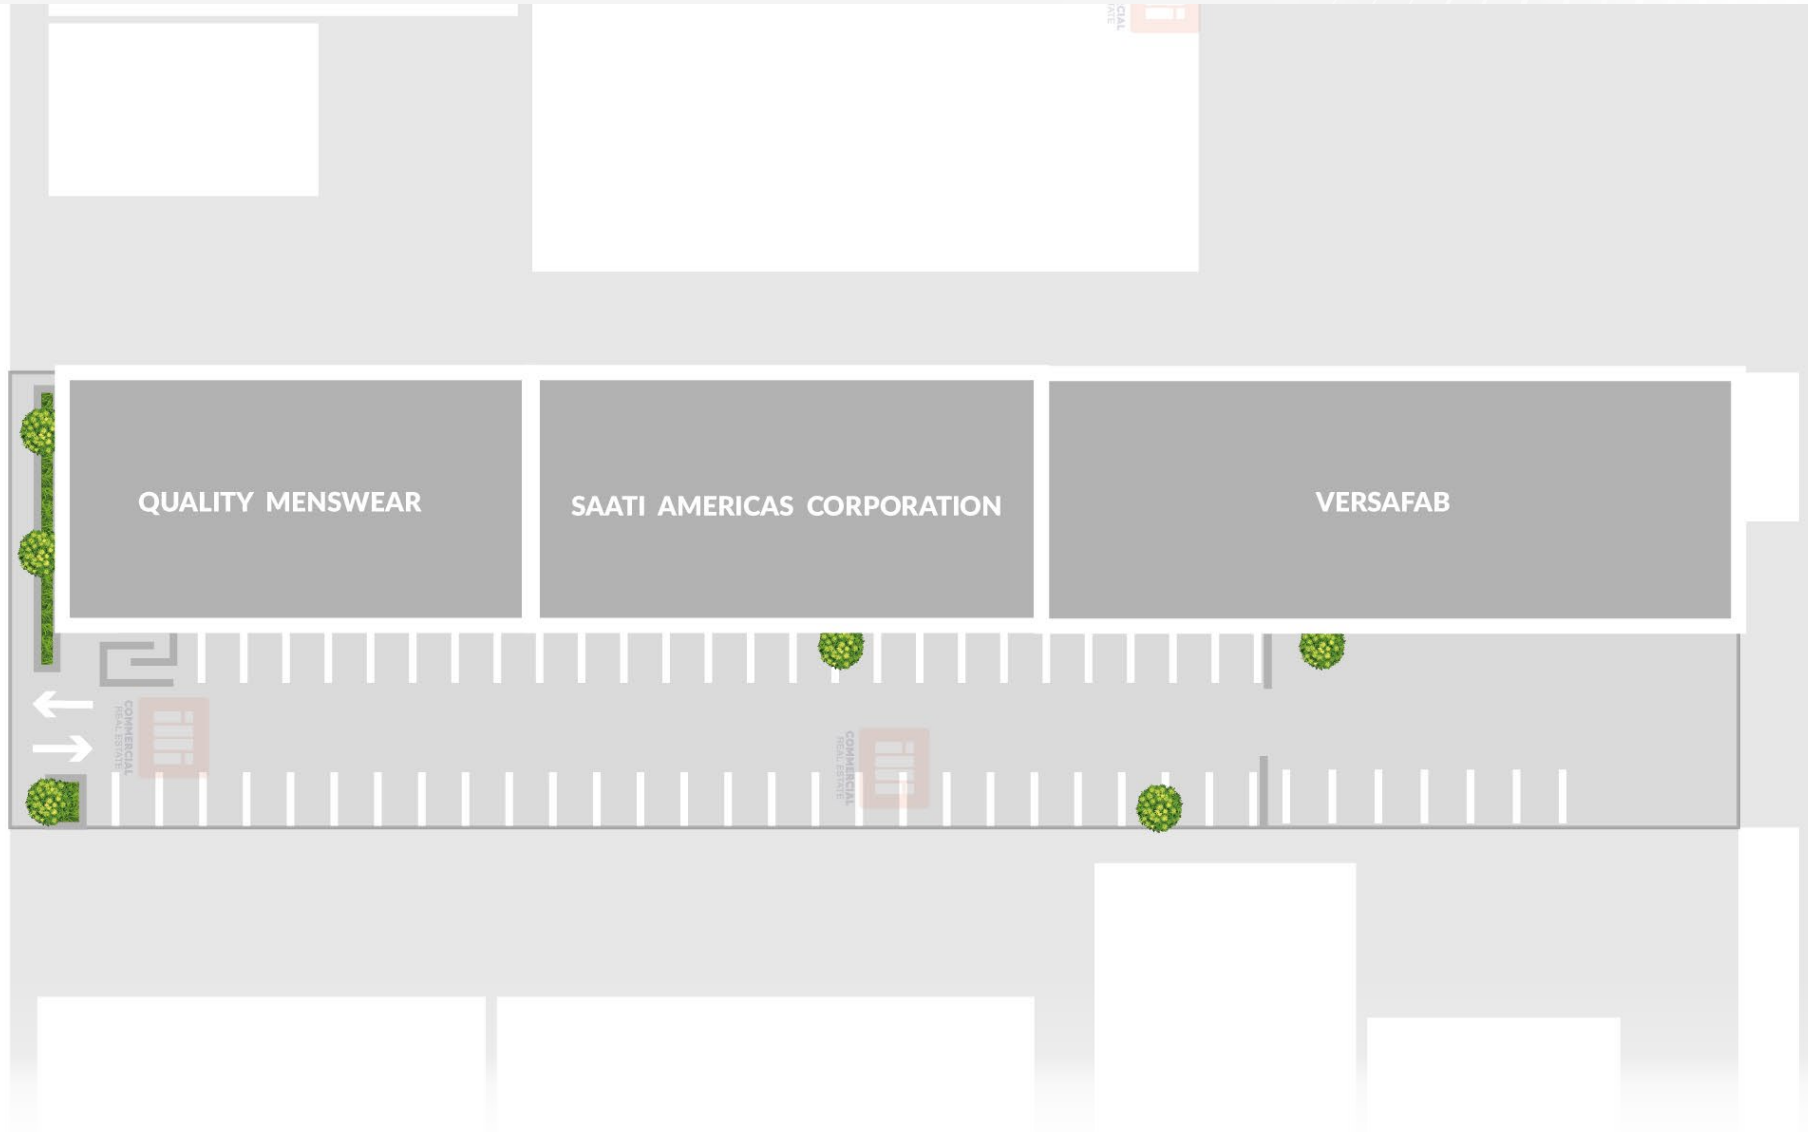 QUALITY MENSWEAR
SAATI AMERICAS CORPORATION
VERSAFAB
COMMERCIAL
REAL ESTATE
COMMERCIAL
REAL ESTATE